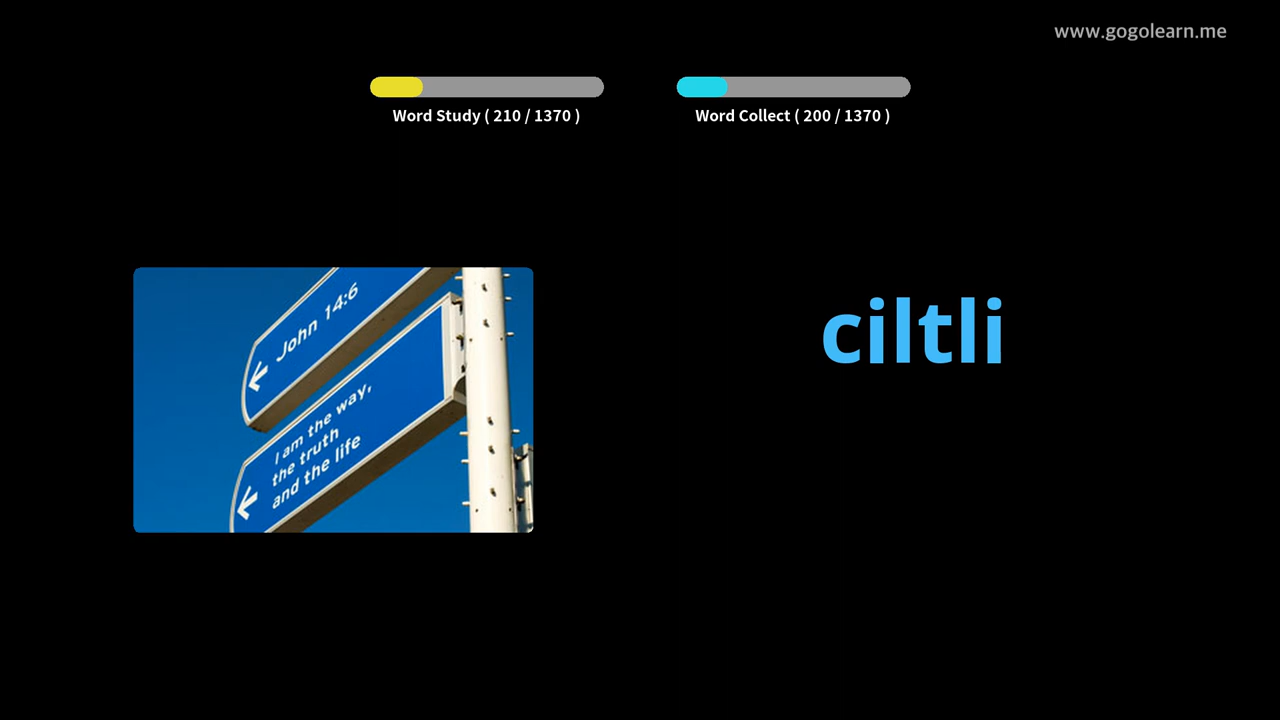 www.gogolearn.me
Word Study ( 210 / 1370 )
Word Collect ( 200 / 1370 )
John 14:6
I am the way,
the truth
and the life
ciltli